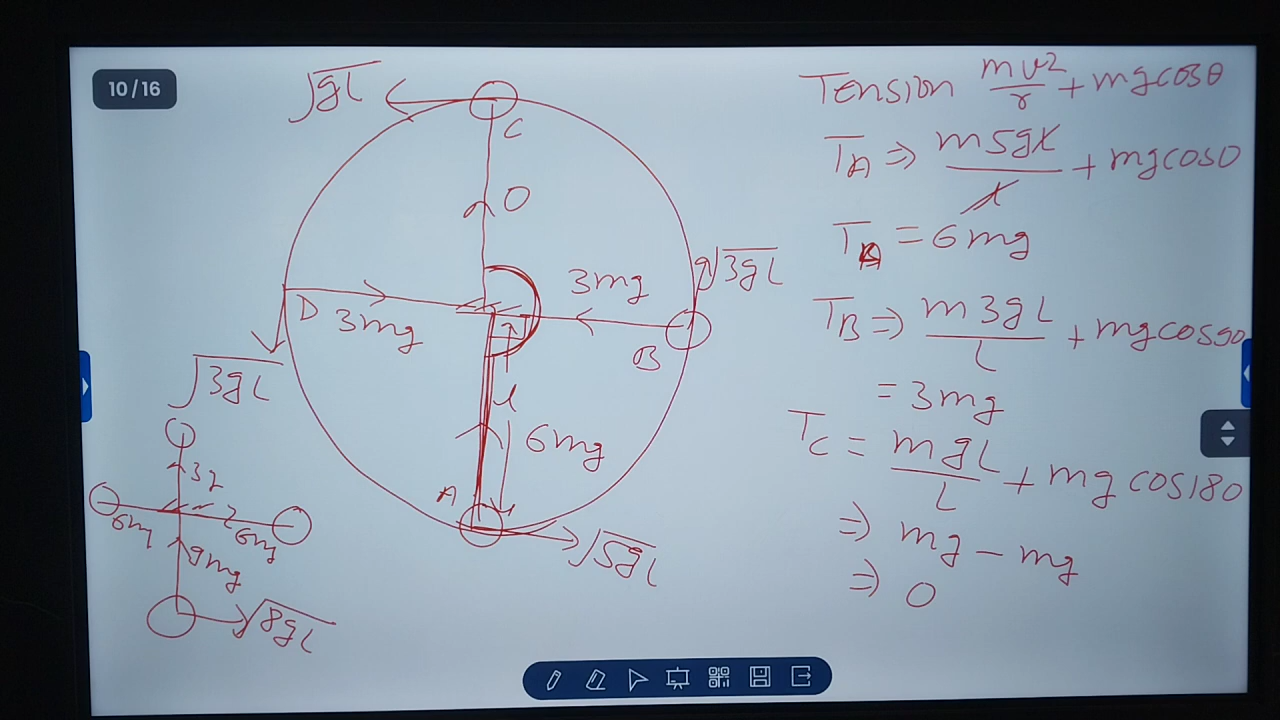 10 / 16
√gL
C
O
D
3mg
3mg
B
√3gL
√3gL
6mg
A
√5gL
3g
6m
6mg
9mg
√8gL
Tension mv²/r + mg cosθ
T_A ⇒ m5gL/L + mg cos0
T_A = 6mg
T_B ⇒ m3gL/L + mg cos90
= 3mg
T_C = mgL/L + mg cos180
⇒ mg - mg
⇒ 0